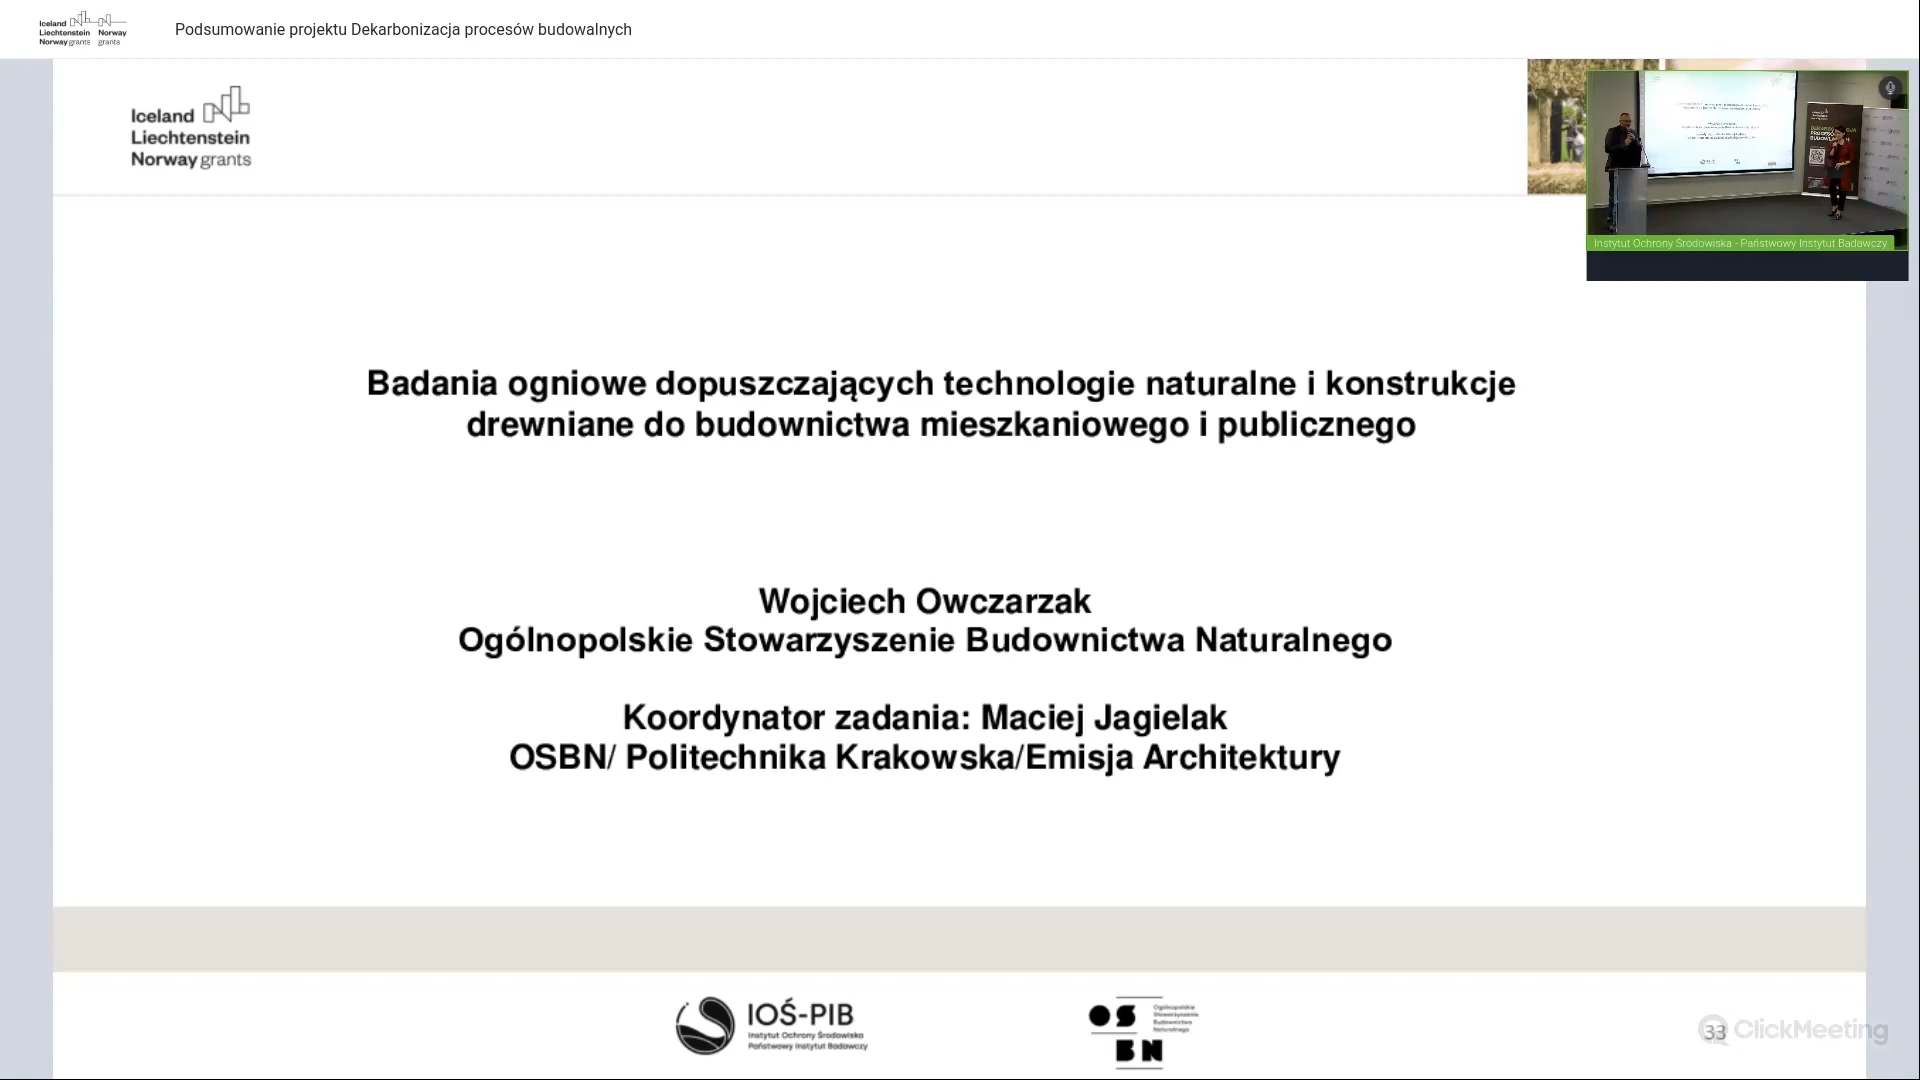 Iceland
Liechtenstein Norway
Norway grants grants
Podsumowanie projektu Dekarbonizacja procesów budowalnych
Iceland
Liechtenstein
Norway grants
Instytut Ochrony Środowiska - Państwowy Instytut Badawczy
Badania ogniowe dopuszczających technologie naturalne i konstrukcje
drewniane do budownictwa mieszkaniowego i publicznego
Wojciech Owczarzak
Ogólnopolskie Stowarzyszenie Budownictwa Naturalnego
Koordynator zadania: Maciej Jagielak
OSBN/ Politechnika Krakowska/Emisja Architektury
IOŚ-PIB
Instytut Ochrony Środowiska
Państwowy Instytut Badawczy
OS
BN
Ogólnopolskie
Stowarzyszenie
Budownictwa
Naturalnego
33
ClickMeeting